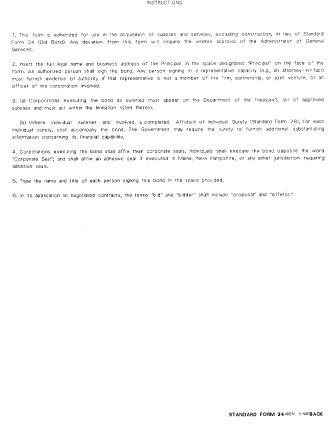 INSTRUCTIONS
1. This form is authorized for use in the acquisition of supplies and services, excluding construction, in lieu of Standard
Form 24 (Bid Bond). Any deviation from this form will require the written approval of the Administrator of General
Services.
2. Insert the full legal name and business address of the Principal in the space designated "Principal" on the face of the
form. An authorized person shall sign the bond. Any person signing in a representative capacity (e.g., an attorney-in-fact)
must furnish evidence of authority if that representative is not a member of the firm, partnership, or joint venture, or an
officer of the corporation involved.
3. (a) Corporations executing the bond as sureties must appear on the Department of the Treasury's list of approved
sureties and must act within the limitation listed therein.
(b) Where individual sureties are involved, a completed Affidavit of Individual Surety (Standard Form 28), for each
individual surety, shall accompany the bond. The Government may require the surety to furnish additional substantiating
information concerning its financial capability.
4. Corporations executing the bond shall affix their corporate seals. Individuals shall execute the bond opposite the word
"Corporate Seal"; and shall affix an adhesive seal if executed in Maine, New Hampshire, or any other jurisdiction requiring
adhesive seals.
5. Type the name and title of each person signing this bond in the space provided.
6. In its application to negotiated contracts, the terms "bid" and "bidder" shall include "proposal" and "offeror."
STANDARD FORM 24 (REV. BACK